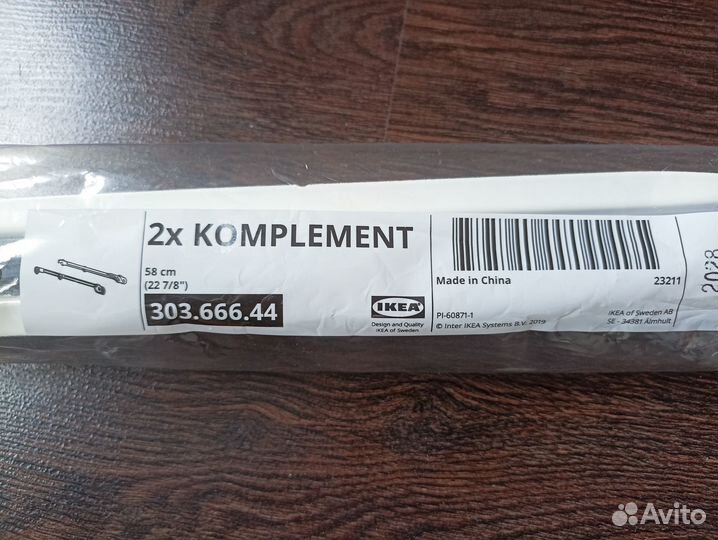 2x KOMPLEMENT
58 cm
(22 7/8")
303.666.44
IKEA
Design and Quality
IKEA of Sweden
Made in China
23211
PI-60871-1
© Inter IKEA Systems B.V. 2019
IKEA of Sweden AB
SE - 34381 Älmhult
2028
Avito